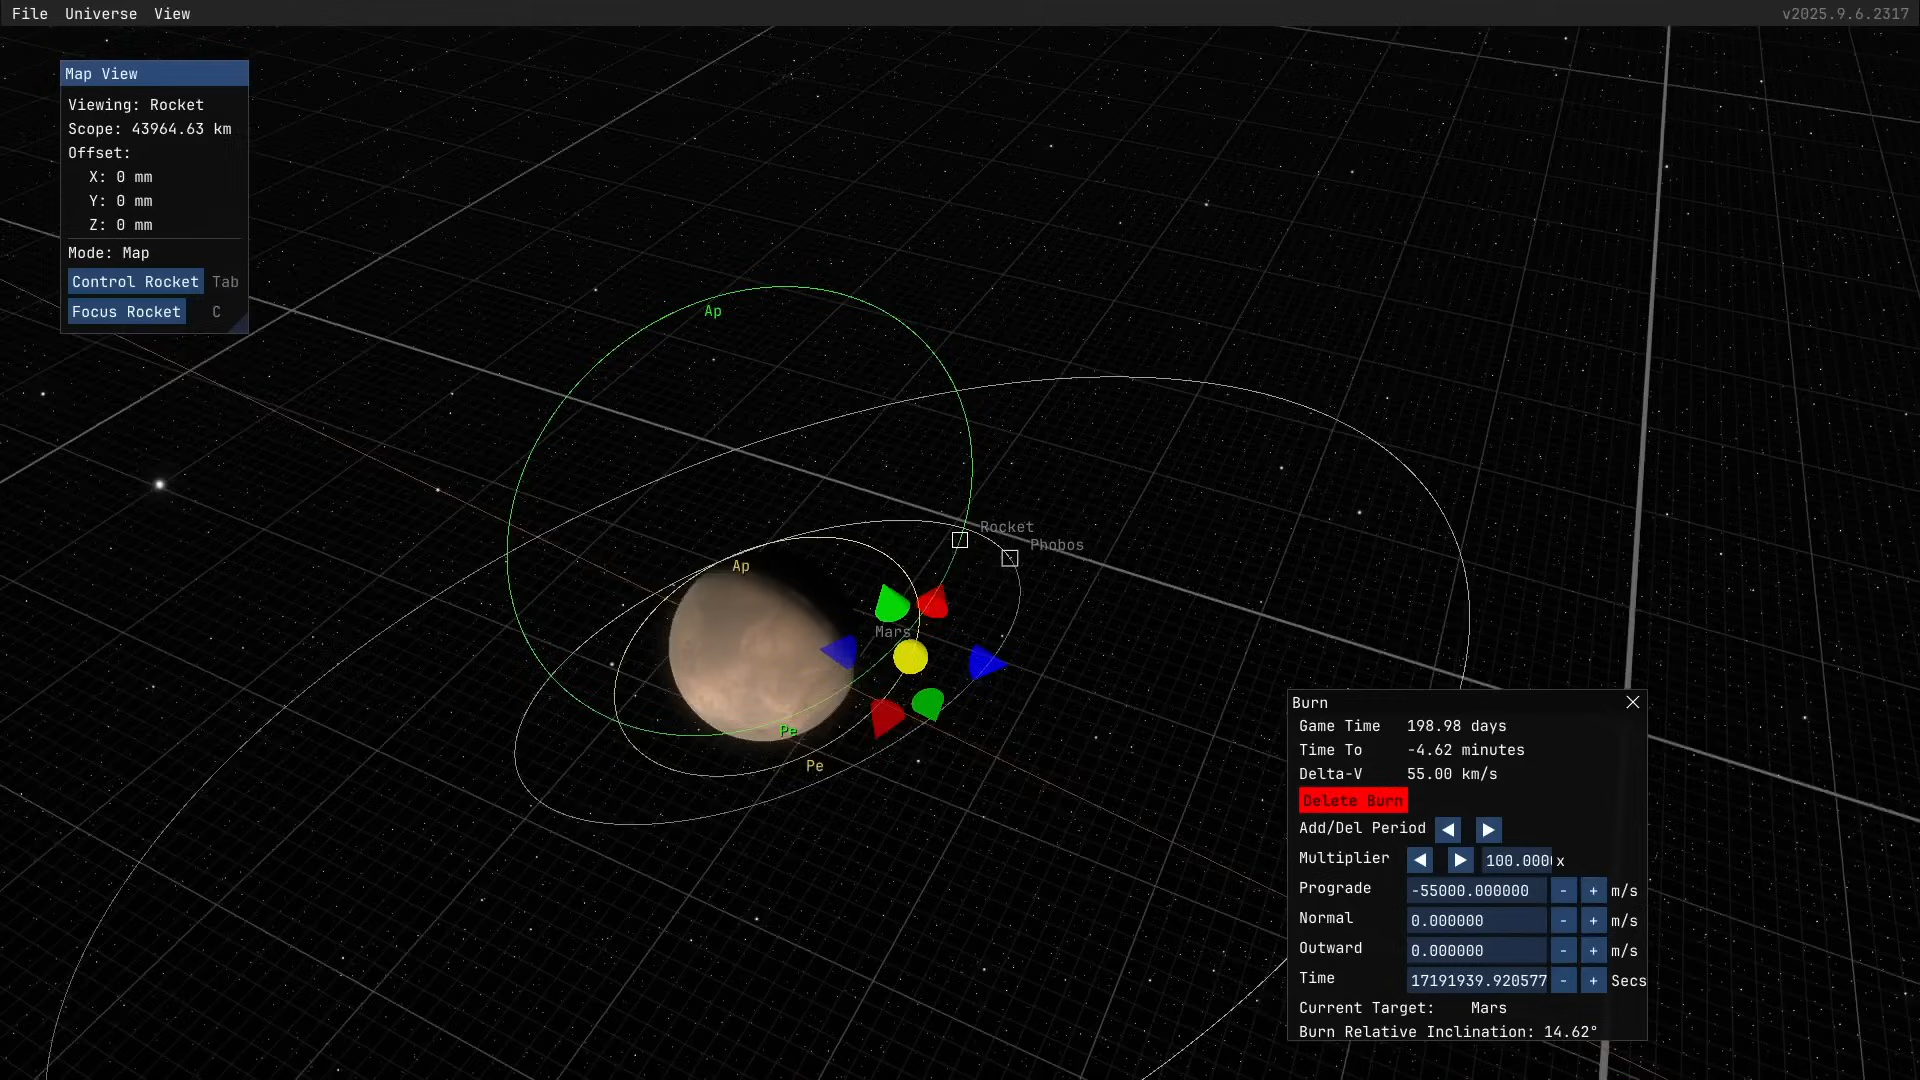 File Universe View
v2025.9.6.2317
Map View
Viewing: Rocket
Scope: 43964.63 km
Offset:
X: 0 mm
Y: 0 mm
Z: 0 mm
Mode: Map
Control Rocket Tab
Focus Rocket C
Ap
Rocket
Phobos
Ap
Mars
Pe
Pe
Burn
Game Time 198.98 days
Time To -4.62 minutes
Delta-V 55.00 km/s
Delete Burn
Add/Del Period
Multiplier 100.000 x
Prograde -55000.000000 - + m/s
Normal 0.000000 - + m/s
Outward 0.000000 - + m/s
Time 17191939.920577 - + Secs
Current Target: Mars
Burn Relative Inclination: 14.62°